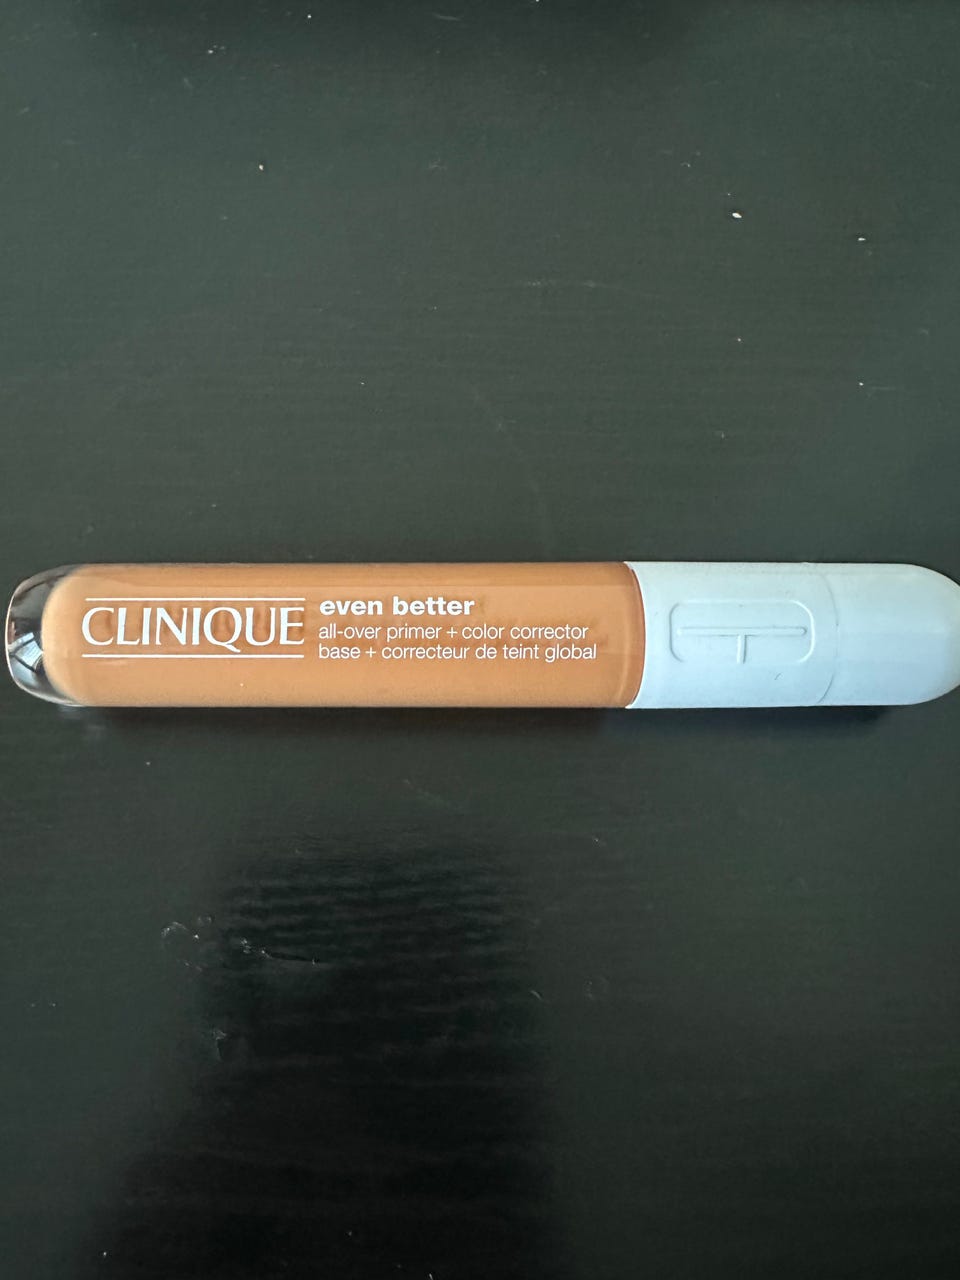 CLINIQUE
even better
all-over primer + color corrector
base + correcteur de teint global